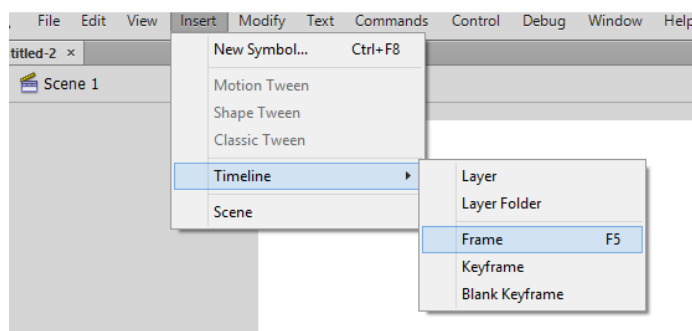 File Edit View Insert Modify Text Commands Control Debug Window Help
titled-2 ×
Scene 1
New Symbol... Ctrl+F8
Motion Tween
Shape Tween
Classic Tween
Timeline
Scene
Layer
Layer Folder
Frame F5
Keyframe
Blank Keyframe